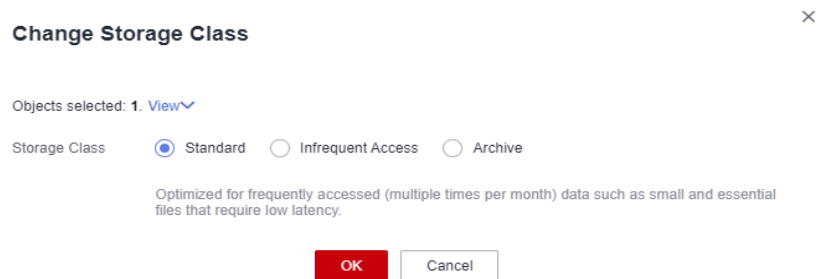 Change Storage Class
Objects selected: 1. View
Storage Class Standard Infrequent Access Archive
Optimized for frequently accessed (multiple times per month) data such as small and essential
files that require low latency.
OK Cancel